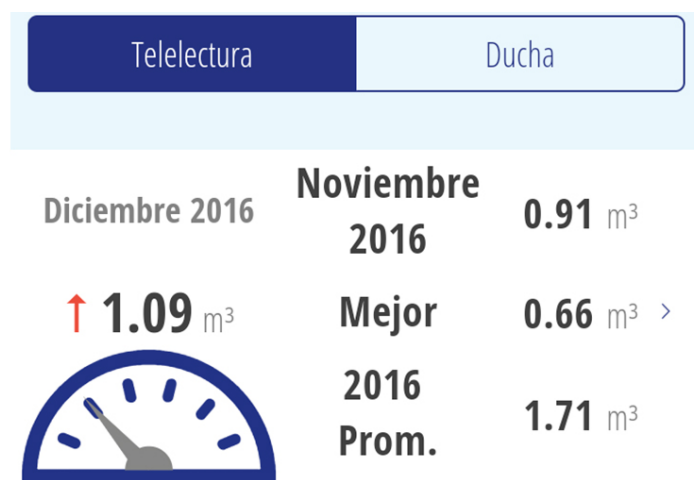 Telelectura
Ducha
Diciembre 2016
↑ 1.09 m³
Noviembre
2016
0.91 m³
Mejor
0.66 m³ >
2016
Prom.
1.71 m³